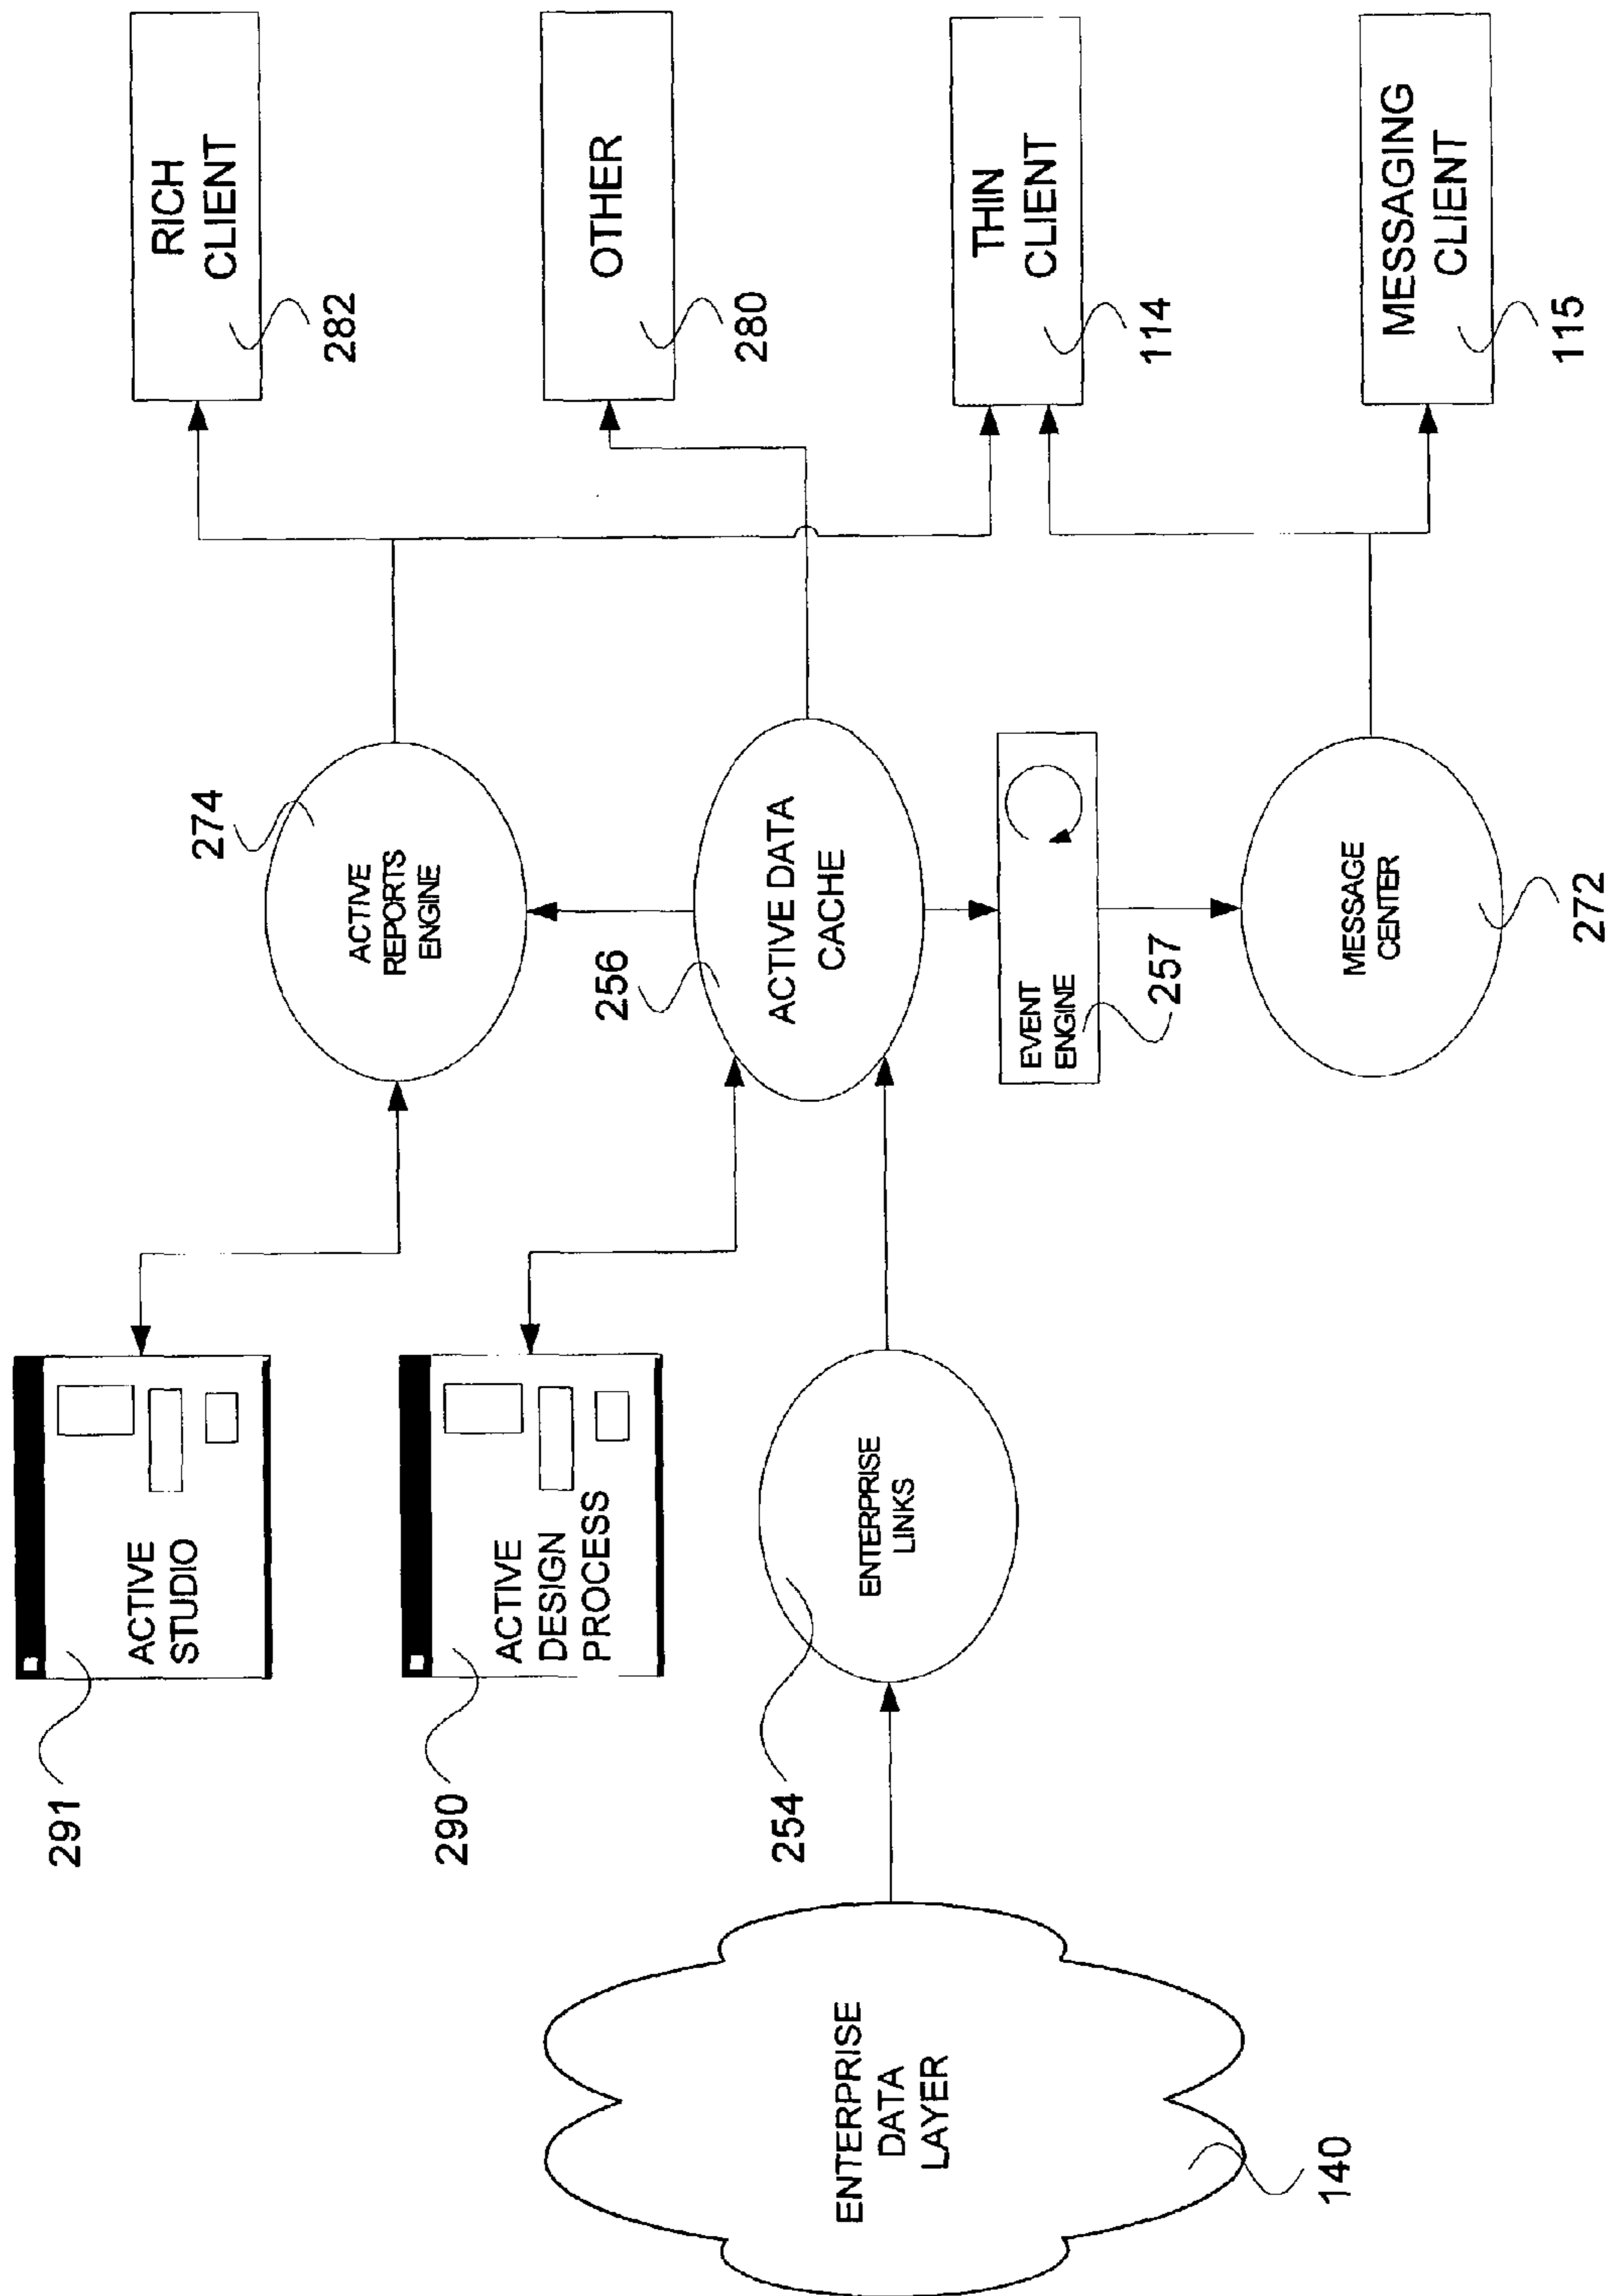 291
ACTIVE
STUDIO
290
ACTIVE
DESIGN
PROCESS
ENTERPRISE
DATA
LAYER
140
254
ENTERPRISE
LINKS
274
ACTIVE
REPORTS
ENGINE
256
ACTIVE DATA
CACHE
EVENT
ENGINE
257
MESSAGE
CENTER
272
RICH
CLIENT
282
OTHER
280
THIN
CLIENT
114
MESSAGING
CLIENT
115